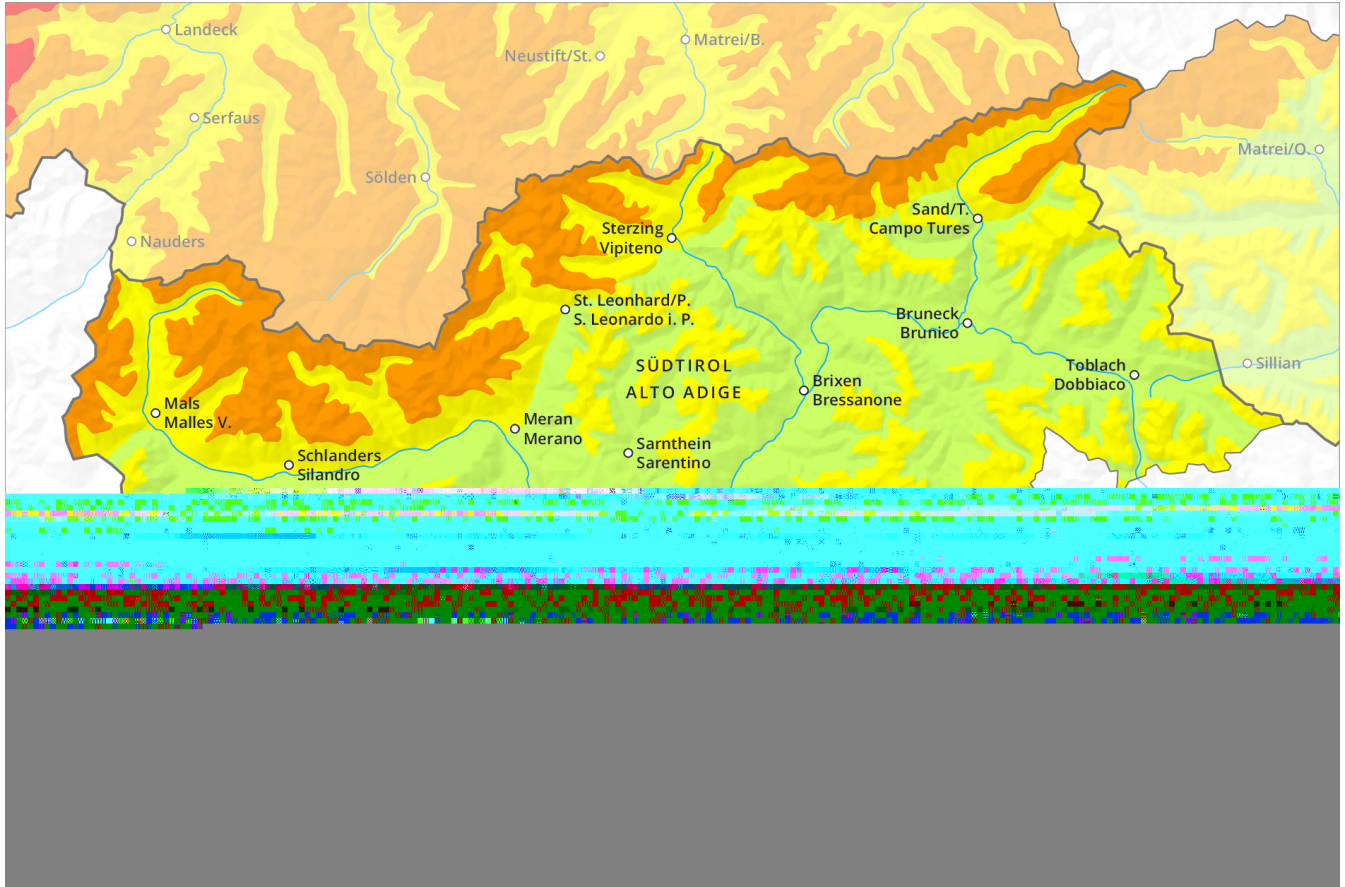 Landeck
Matrei/B.
Neustift/St.
Serfaus
Matrei/O.
Sölden
Sand/T.
Campo Tures
Sterzing
Vipiteno
Nauders
St. Leonhard/P.
S. Leonardo i. P.
Bruneck
Brunico
SÜDTIROL
ALTO ADIGE
Toblach
Dobbiaco
Sillian
Brixen
Bressanone
Mals
Malles V.
Meran
Merano
Sarnthein
Sarentino
Schlanders
Silandro